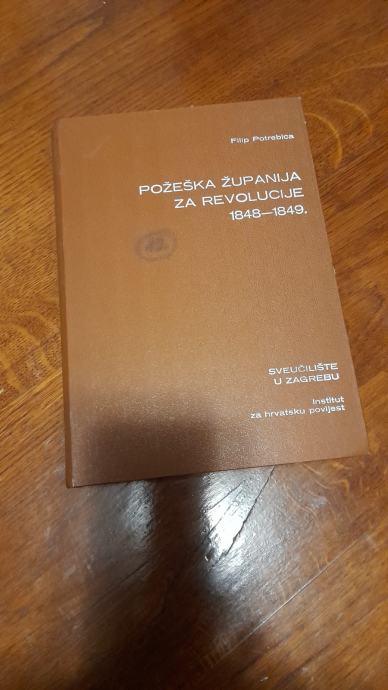 Filip Potrebica
POŽEŠKA ŽUPANIJA
ZA REVOLUCIJE
1848–1849.
SVEUČILIŠTE
U ZAGREBU
Institut
za hrvatsku povijest